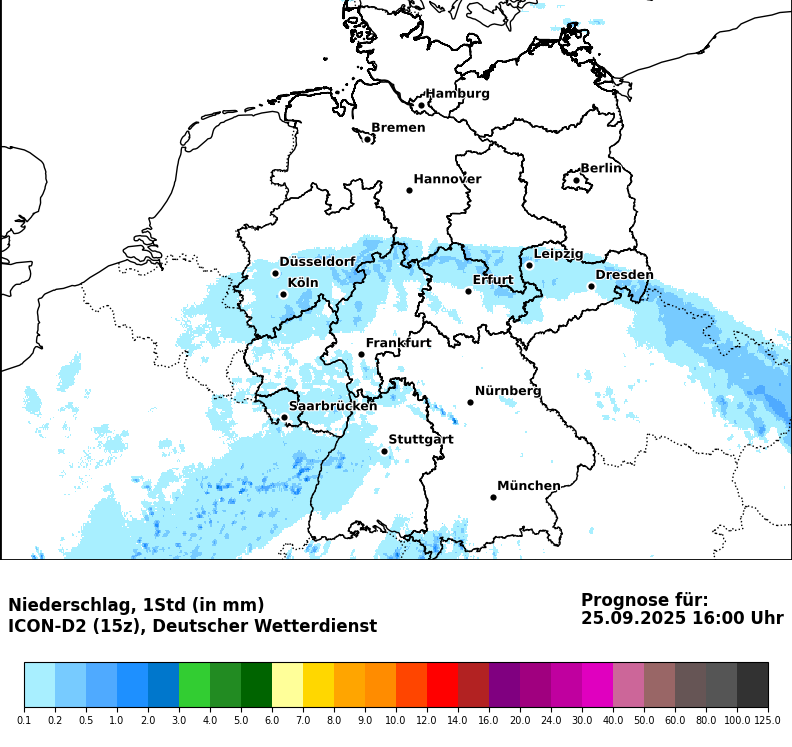 Hamburg
Bremen
Berlin
Hannover
Leipzig
Düsseldorf
Dresden
Köln
Erfurt
Frankfurt
Nürnberg
Saarbrücken
Stuttgart
München
Niederschlag, 1Std (in mm)
ICON-D2 (15z), Deutscher Wetterdienst
Prognose für:
25.09.2025 16:00 Uhr
0.1 0.2 0.5 1.0 2.0 3.0 4.0 5.0 6.0 7.0 8.0 9.0 10.0 12.0 14.0 16.0 20.0 24.0 30.0 40.0 50.0 60.0 80.0 100.0 125.0